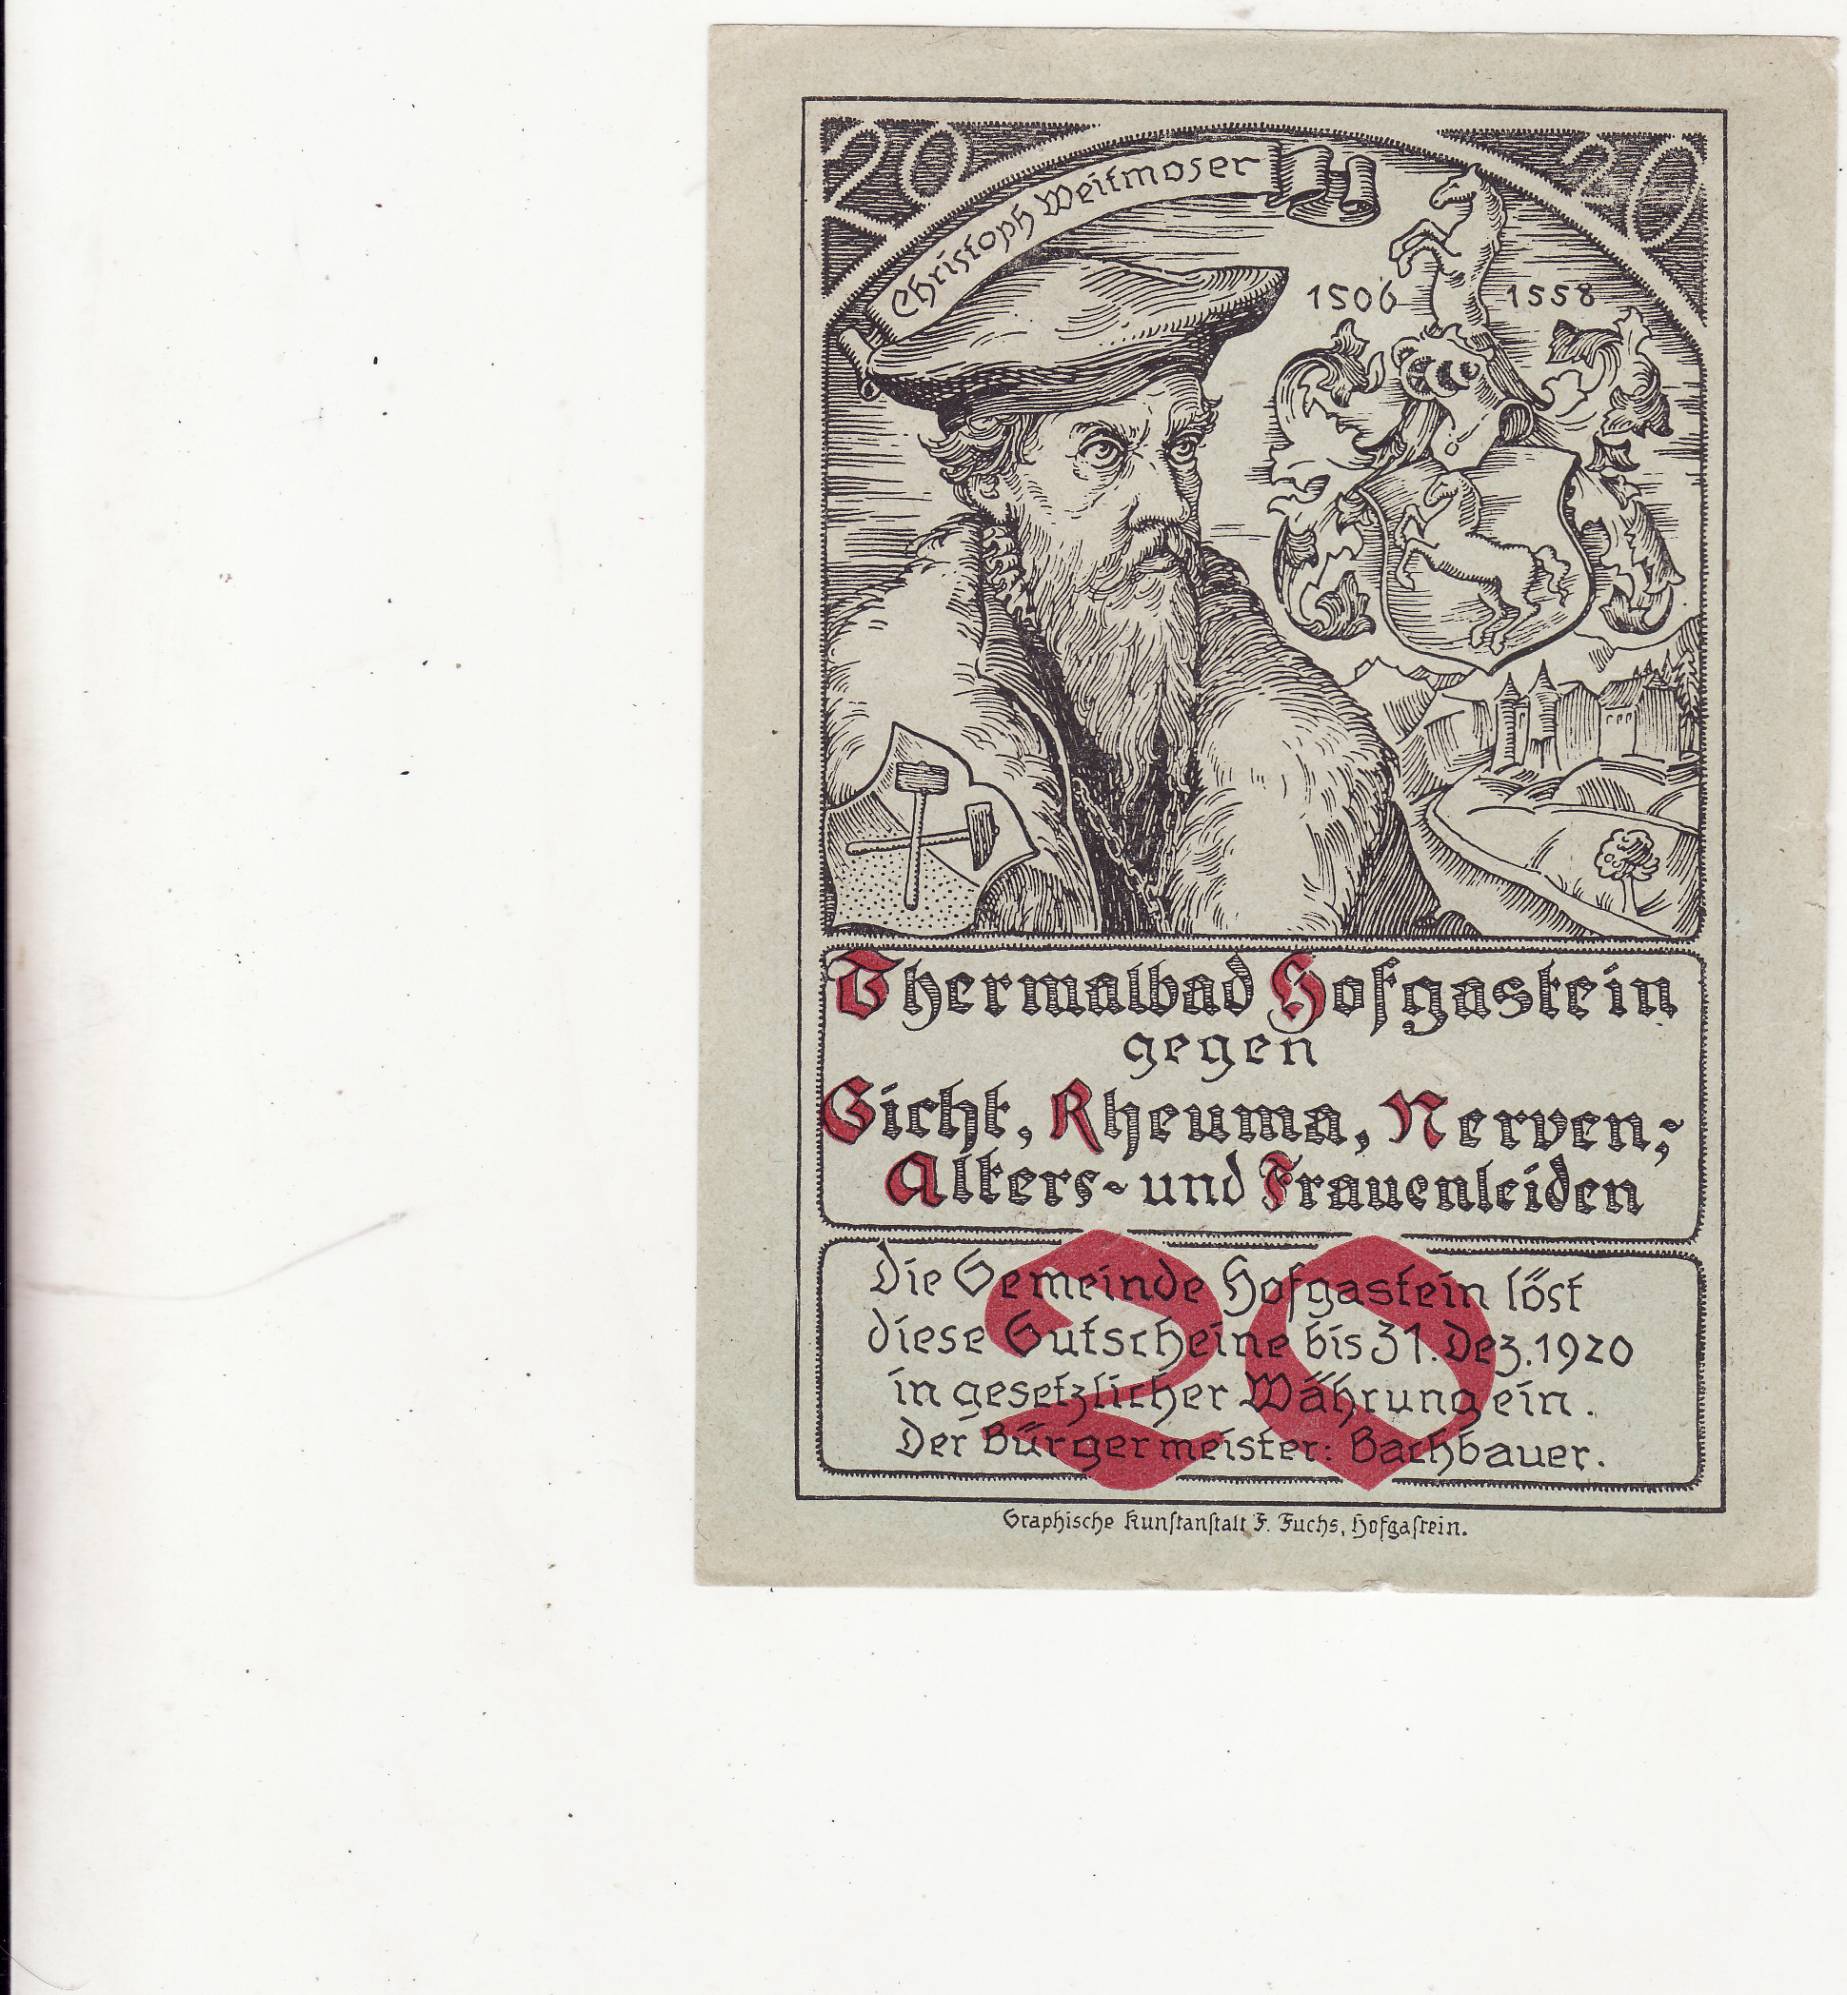 20
20
Christoph Weitmoser
1506
1558
Thermalbad Hofgastein
gegen
Gicht, Rheuma, Nerven-,
Alters- und Frauenleiden
20
Die Gemeinde Hofgastein löst
diese Gutscheine bis 31. Dez. 1920
in gesetzlicher Währung ein.
Der Bürgermeister: Bachbauer.
Graphische Kunſtanſtalt F. Fuchs, Hofgaſtein.